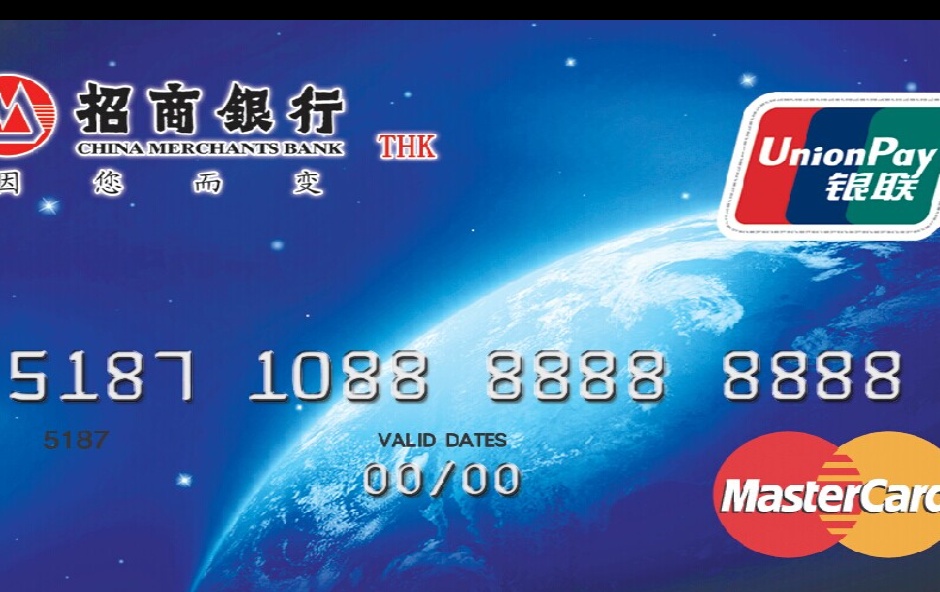 招商银行
CHINA MERCHANTS BANK
THK
因您而变
UnionPay
银联
5187 1088 8888 8888
5187
VALID DATES
00/00
MasterCard